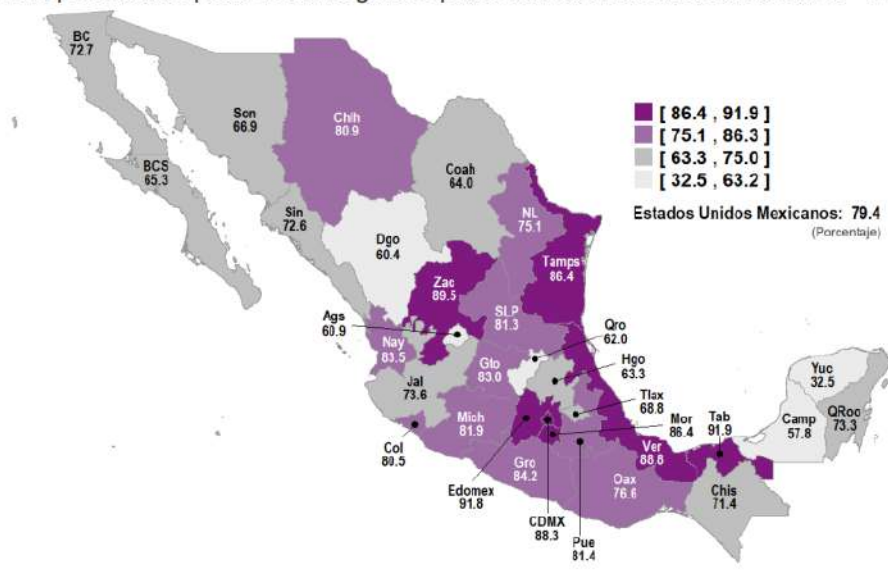 BC
72.7
Son
66.9
Chih
80.9
BCS
65.3
Coah
64.0
Sin
72.6
NL
75.1
Dgo
60.4
Tamps
86.4
Zac
89.5
SLP
81.3
Ags
60.9
Nay
83.5
Gto
83.0
Qro
62.0
Hgo
63.3
Jal
73.6
Tlax
68.8
Mich
81.9
Mor
86.4
Tab
91.9
Yuc
32.5
Camp
57.8
QRoo
73.3
Col
80.5
Gro
84.2
Ver
88.8
Oax
76.6
Chis
71.4
Edomex
91.8
CDMX
88.3
Pue
81.4
[ 86.4 , 91.9 ]
[ 75.1 , 86.3 ]
[ 63.3 , 75.0 ]
[ 32.5 , 63.2 ]
Estados Unidos Mexicanos: 79.4
(Porcentaje)